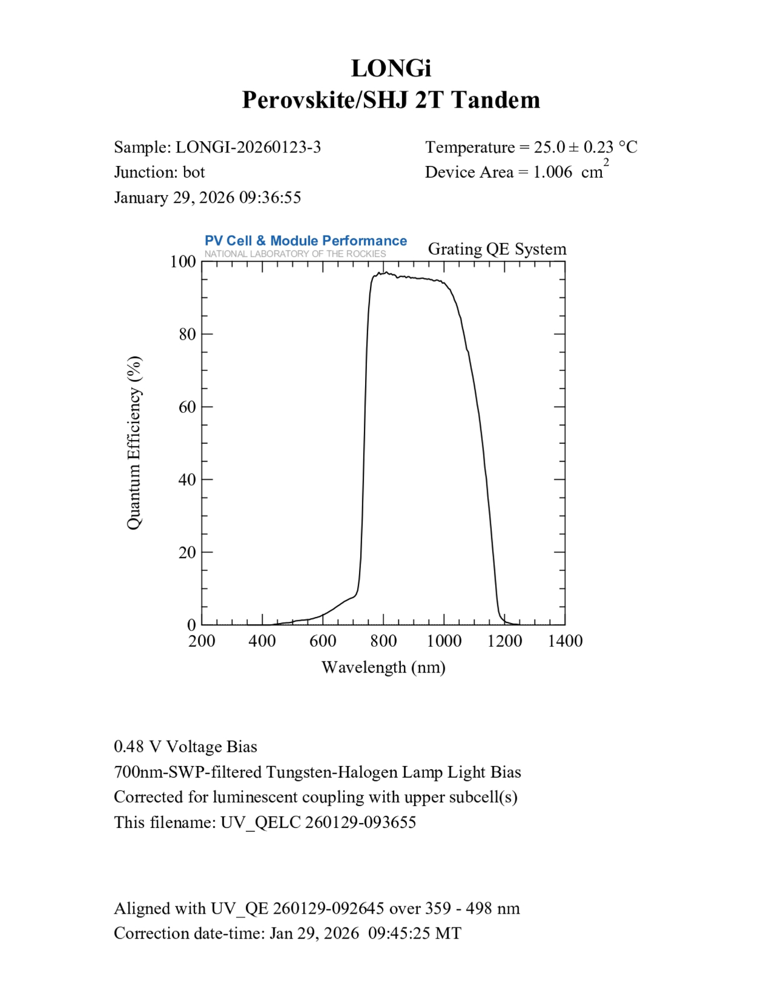 LONGi
Perovskite/SHJ 2T Tandem
Sample: LONGI-20260123-3
Junction: bot
January 29, 2026 09:36:55
Temperature = 25.0 ± 0.23 °C
Device Area = 1.006 cm²
PV Cell & Module Performance
NATIONAL LABORATORY OF THE ROCKIES
Grating QE System
Quantum Efficiency (%)
100
80
60
40
20
0
200 400 600 800 1000 1200 1400
Wavelength (nm)
0.48 V Voltage Bias
700nm-SWP-filtered Tungsten-Halogen Lamp Light Bias
Corrected for luminescent coupling with upper subcell(s)
This filename: UV_QELC 260129-093655
Aligned with UV_QE 260129-092645 over 359 - 498 nm
Correction date-time: Jan 29, 2026 09:45:25 MT